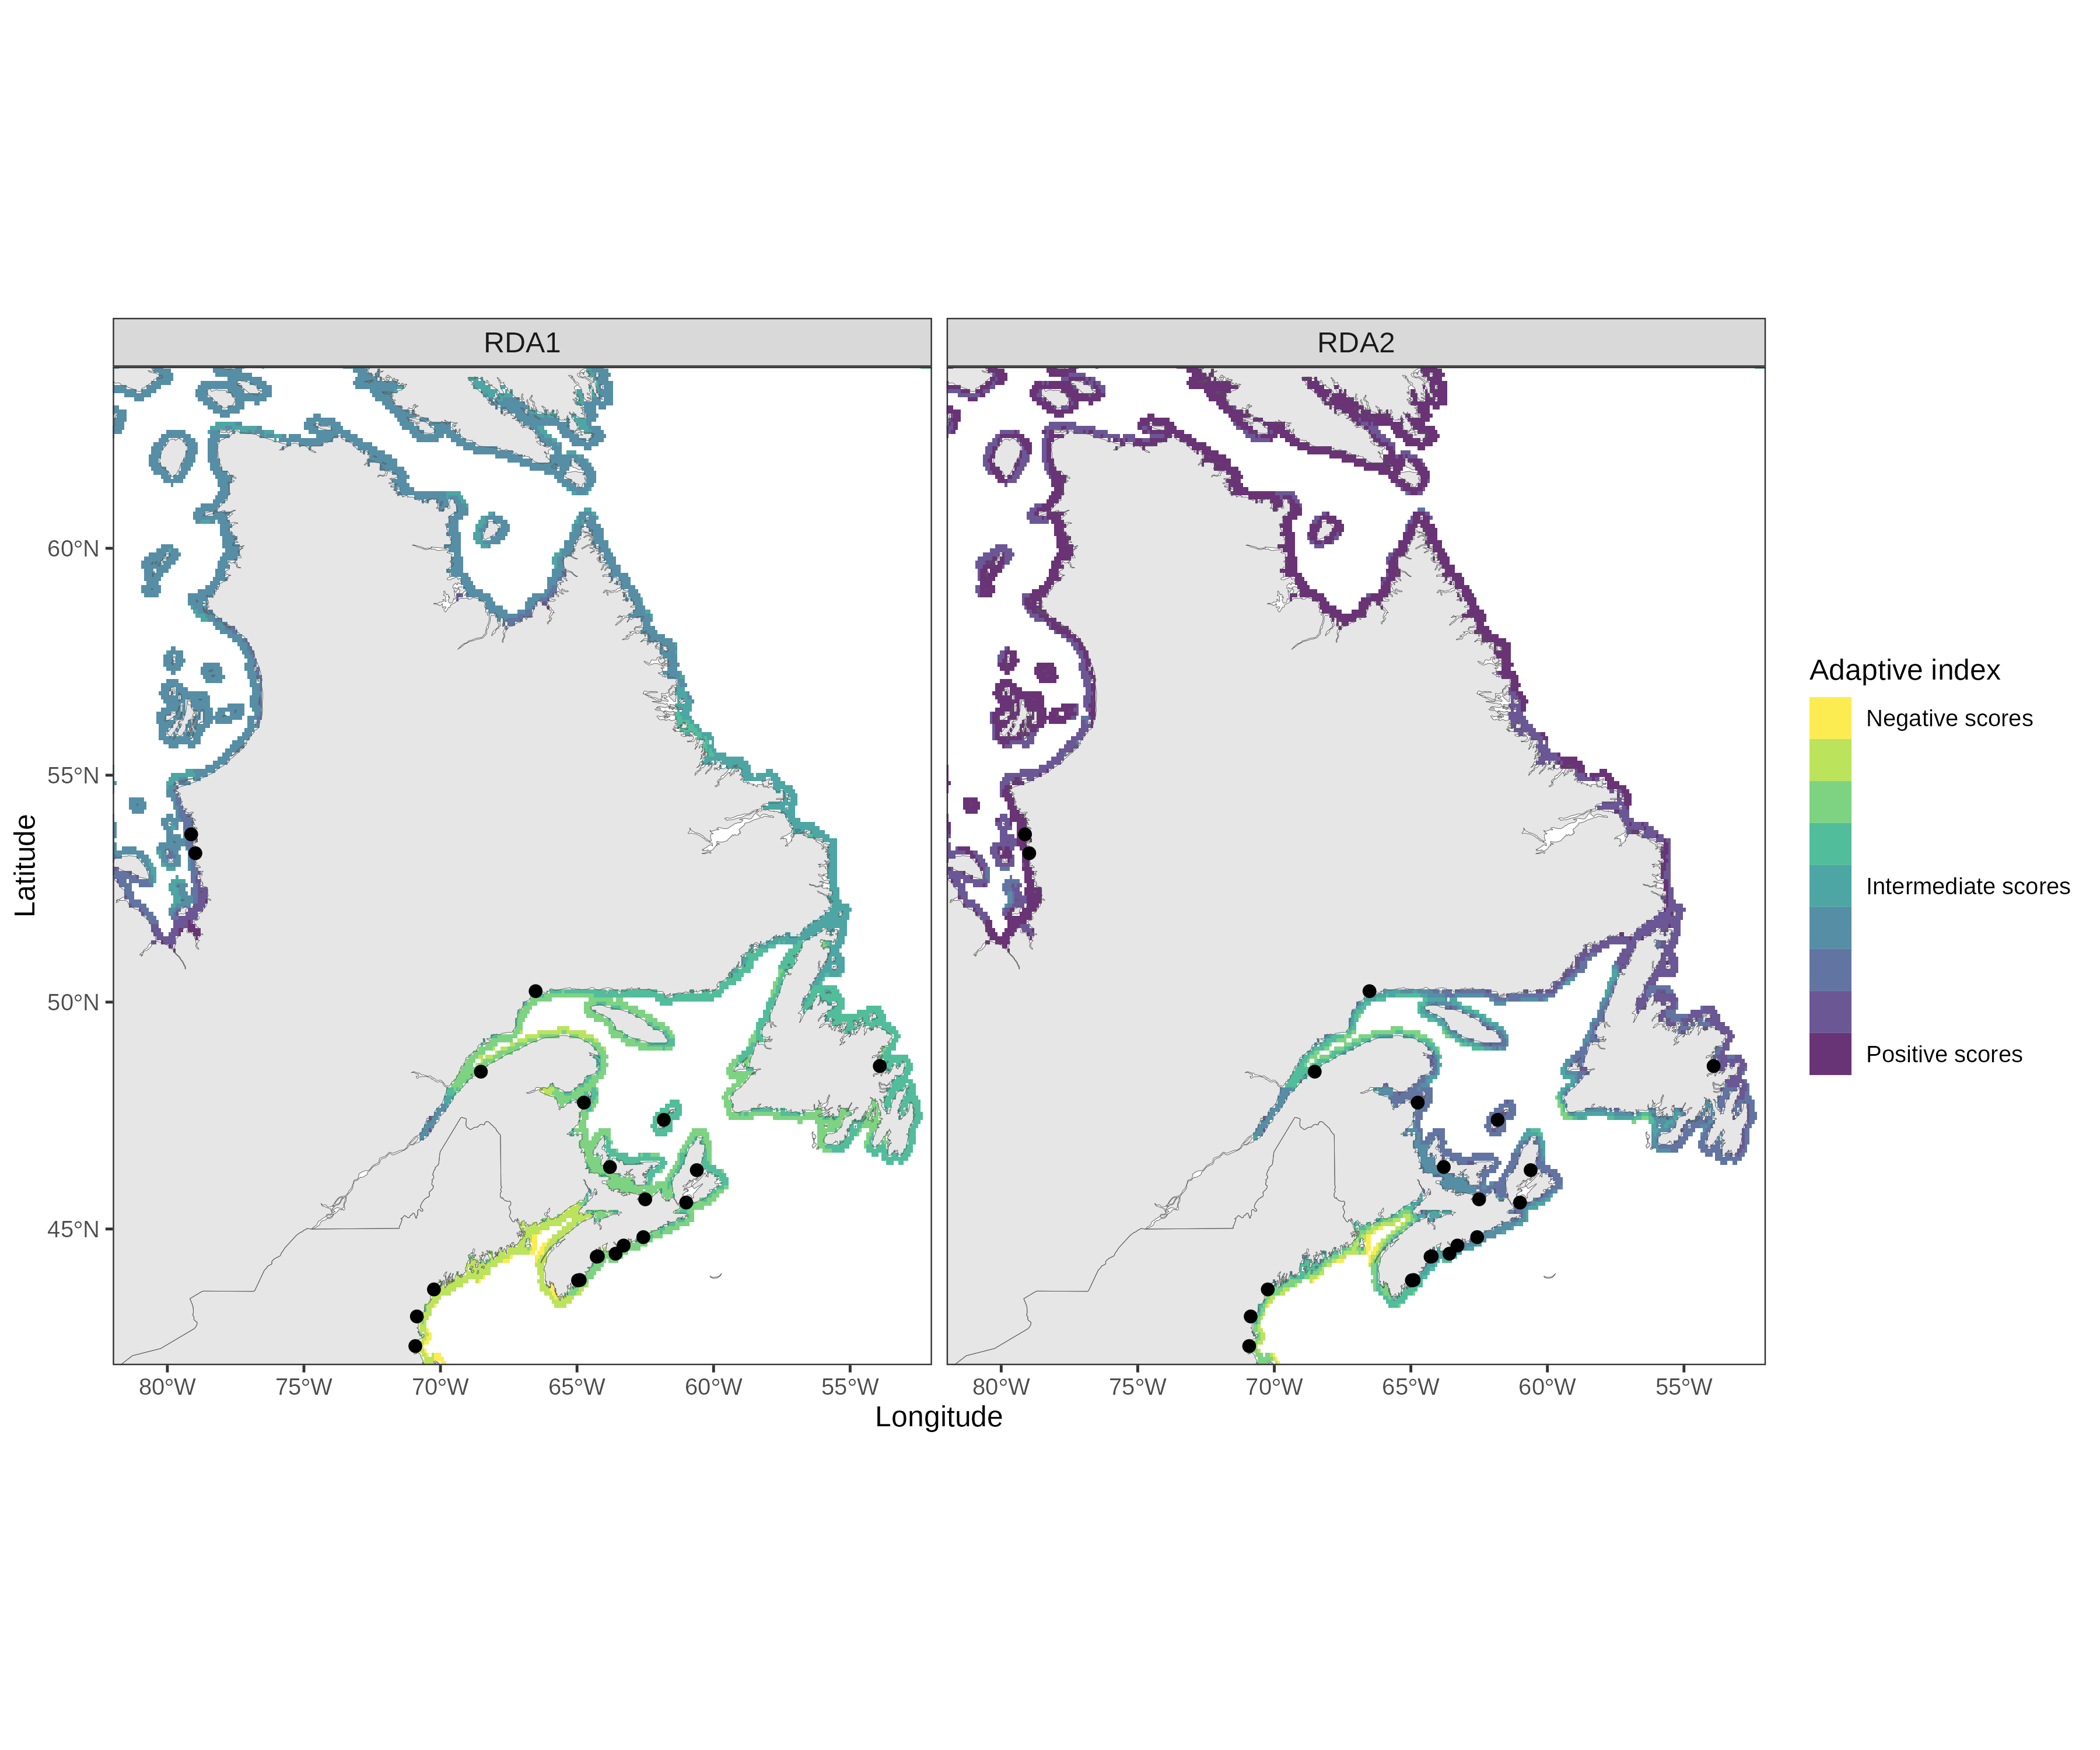 RDA1
RDA2
60°N
55°N
50°N
45°N
Latitude
80°W
75°W
70°W
65°W
60°W
55°W
80°W
75°W
70°W
65°W
60°W
55°W
Longitude
Adaptive index
Negative scores
Intermediate scores
Positive scores